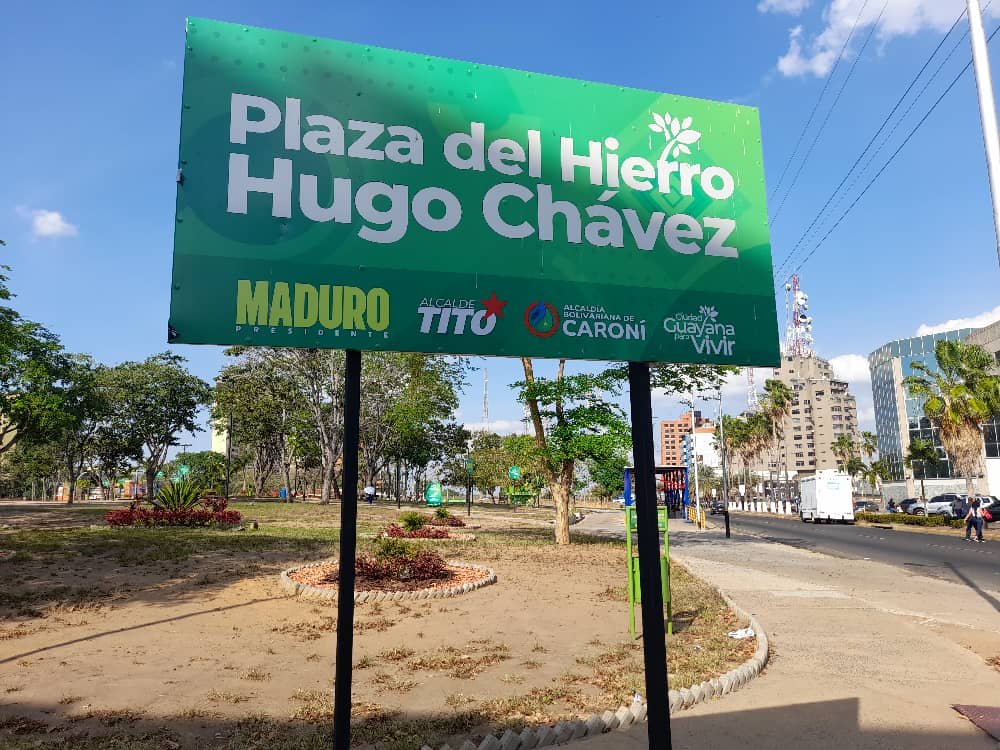 Plaza del Hierro
Hugo Chávez
MADURO
PRESIDENTE
ALCALDE
TITO
ALCALDÍA
BOLIVARIANA DE
CARONÍ
Ciudad
Guayana
para
Vivir